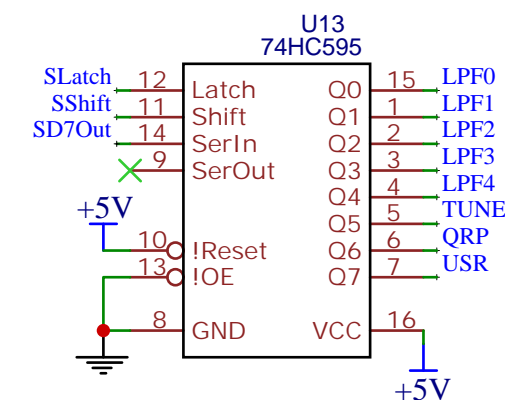 U13
74HC595
SLatch 12 Latch Q0 15 LPF0
SShift 11 Shift Q1 1 LPF1
SD7Out 14 SerIn Q2 2 LPF2
9 SerOut Q3 3 LPF3
Q4 4 LPF4
+5V Q5 5 TUNE
10 !Reset Q6 6 QRP
13 !OE Q7 7 USR
8 GND VCC 16
+5V